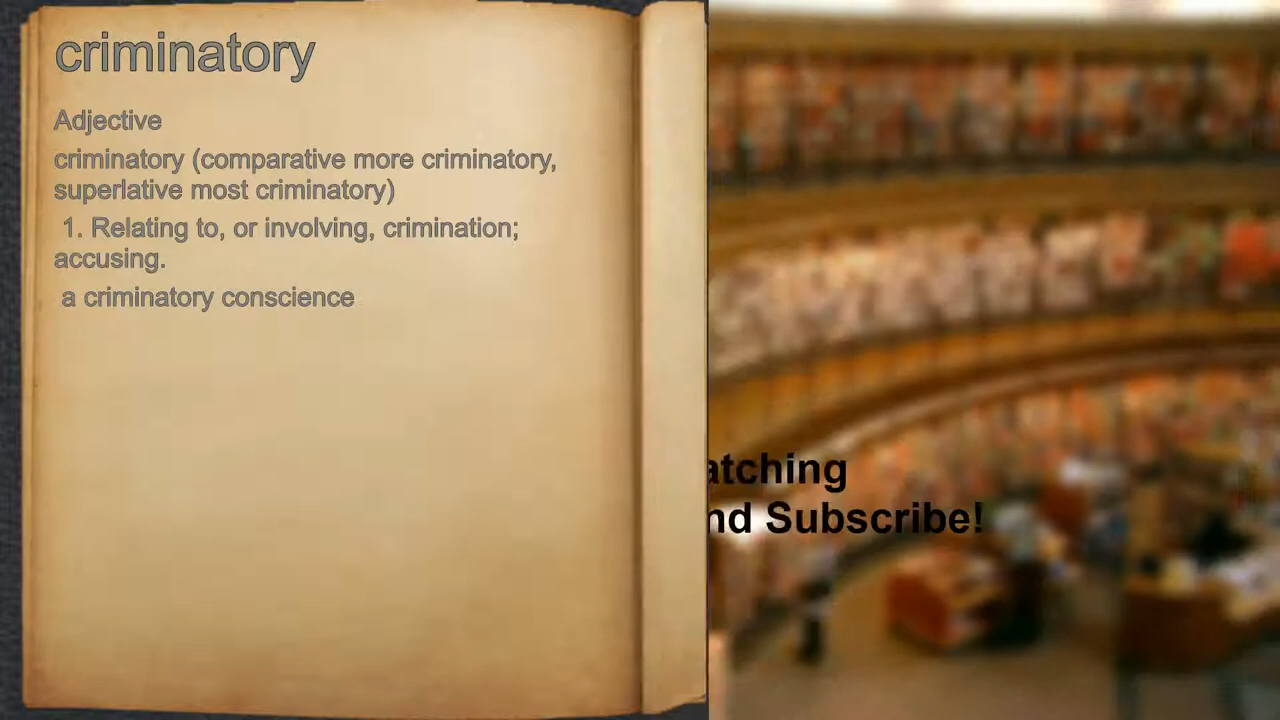 criminatory
Adjective
criminatory (comparative more criminatory,
superlative most criminatory)
1. Relating to, or involving, crimination;
accusing.
a criminatory conscience
atching
nd Subscribe!